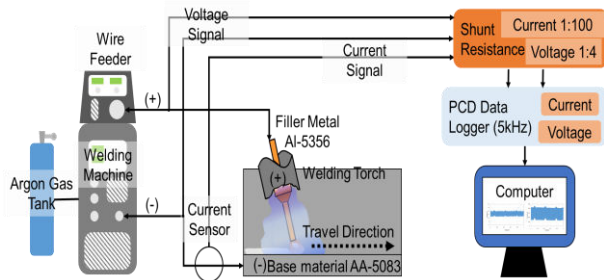 Voltage
Signal
Wire
Feeder
Current
Signal
Shunt
Resistance
Current 1:100
Voltage 1:4
(+)
Filler Metal
Al-5356
PCD Data
Logger (5kHz)
Current
Voltage
Welding
Machine
Argon Gas
Tank
(-)
Current
Sensor
(+)
Welding Torch
Travel Direction
(-)Base material AA-5083
Computer